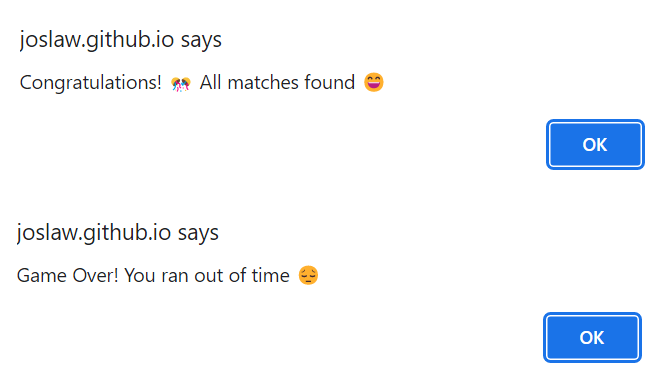 joslaw.github.io says
Congratulations! 🎊 All matches found 😄
OK
joslaw.github.io says
Game Over! You ran out of time 😔
OK